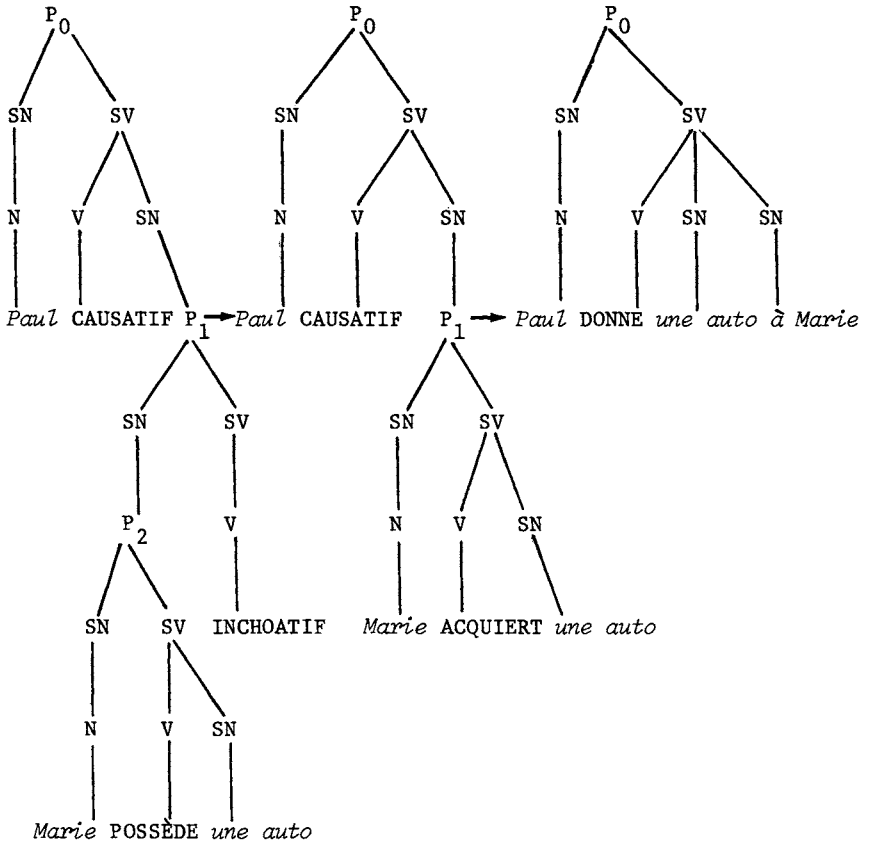 P0 P0 P0
SN SV SN SV SN SV
N V SN N V SN N V SN SN
Paul CAUSATIF P1 → Paul CAUSATIF P1 → Paul DONNE une auto à Marie
SN SV SN SV
P2 V N V SN
SN SV INCHOATIF Marie ACQUIERT une auto
N V SN
Marie POSSÈDE une auto